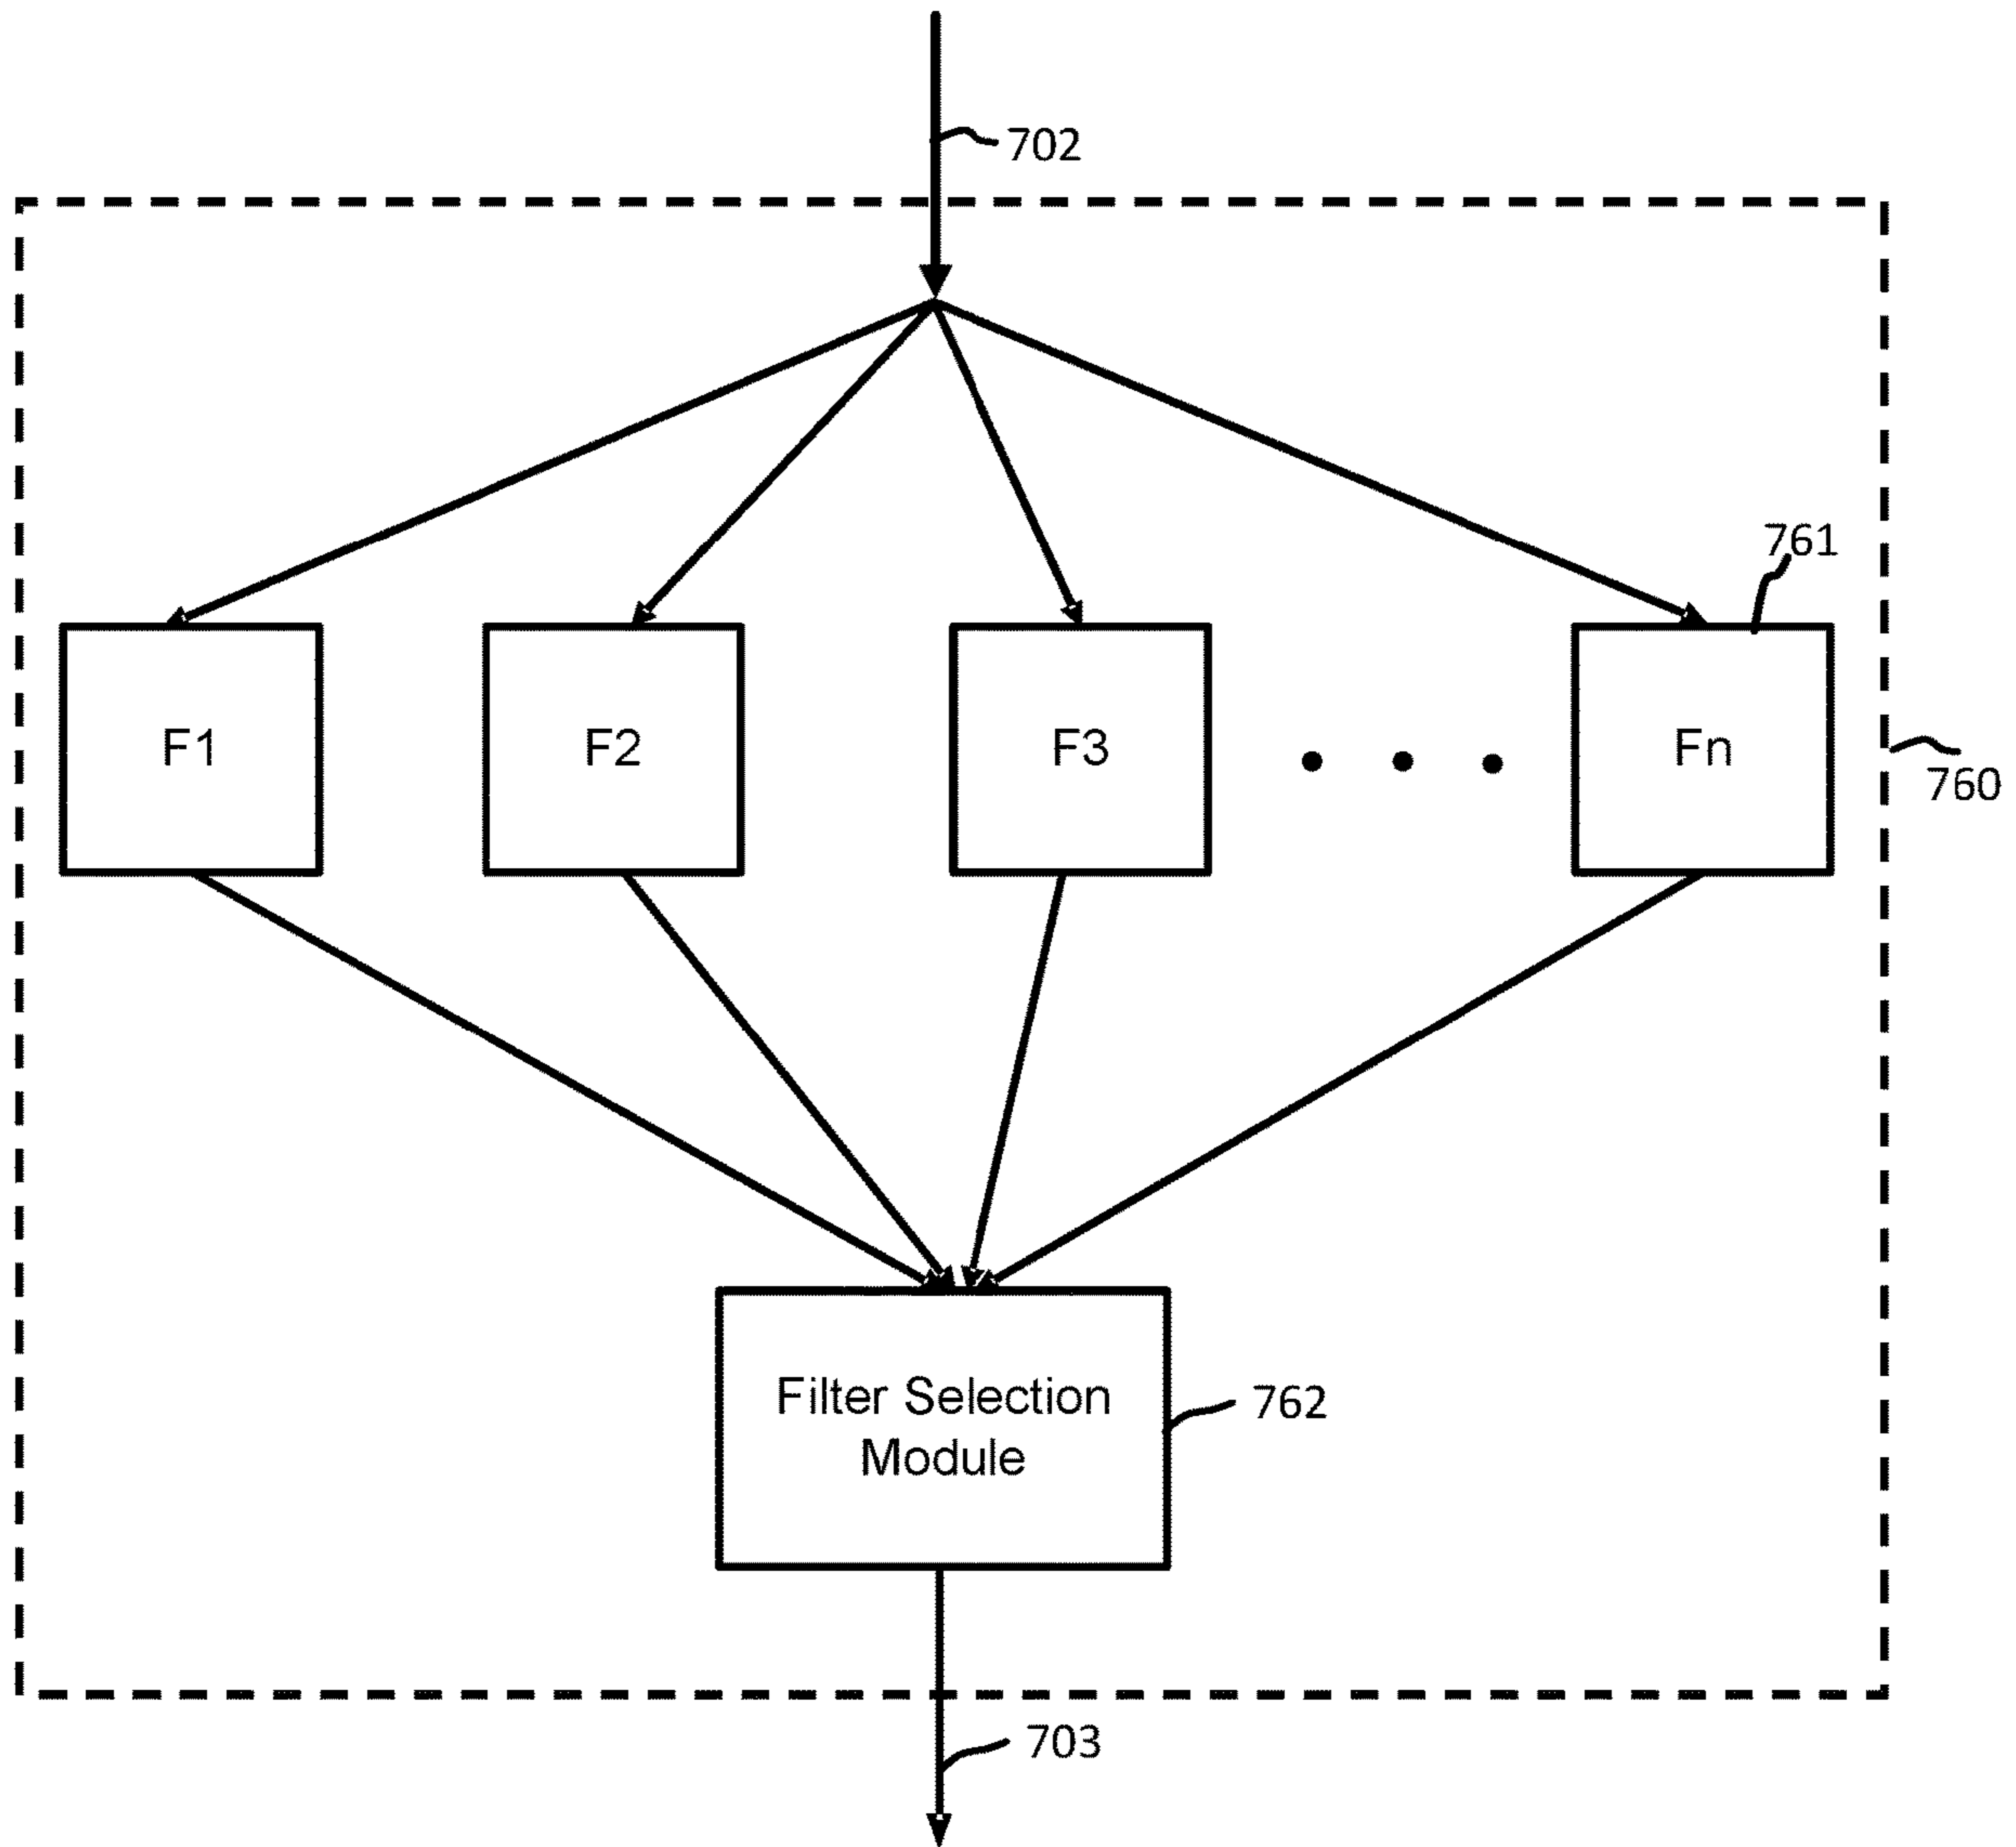 702
761
F1
F2
F3
Fn
760
Filter Selection
Module
762
703